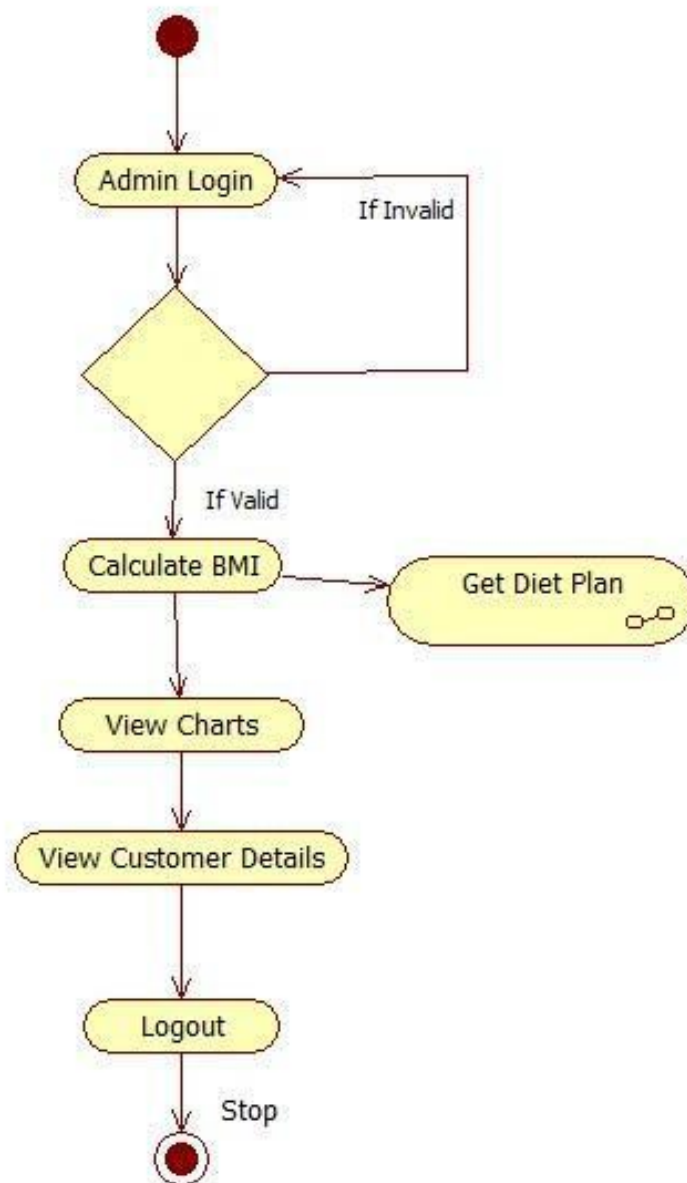 Admin Login
If Invalid
If Valid
Calculate BMI
Get Diet Plan
View Charts
View Customer Details
Logout
Stop